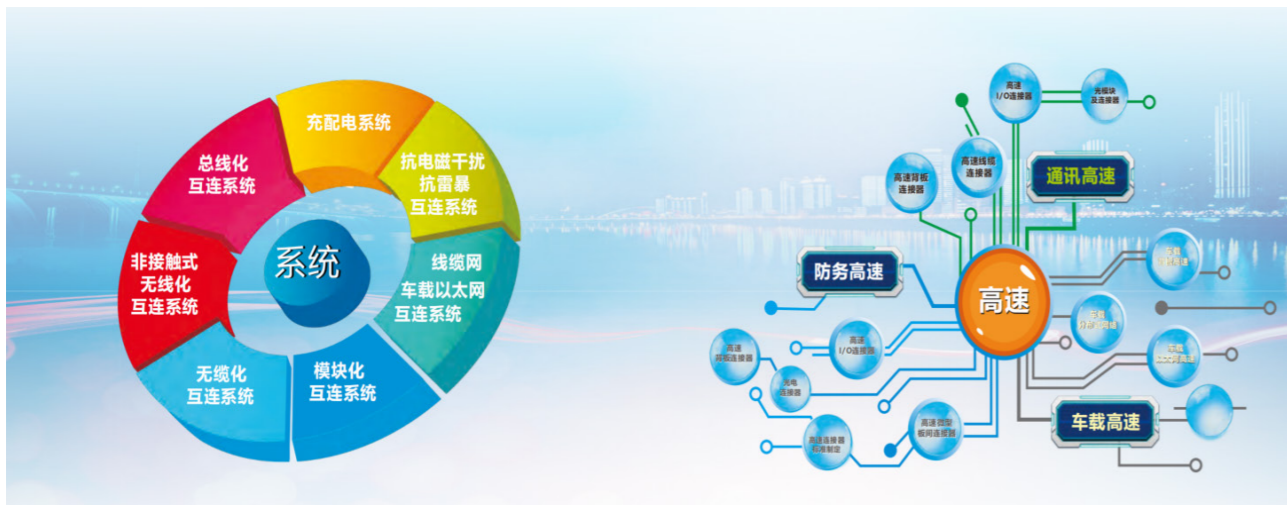 充配电系统
抗电磁干扰
抗雷暴
互连系统
线缆网
车载以太网
互连系统
模块化
互连系统
无缆化
互连系统
非接触式
无线化
互连系统
总线化
互连系统
系统
高速
I/O连接器
光模块
及连接器
高速线缆
连接器
高速背板
连接器
通讯高速
防务高速
高速
车载
车载
高速
I/O连接器
高速
背板连接器
光电
连接器
车载
高速微型
板间连接器
高速连接器
标准制定
车载高速